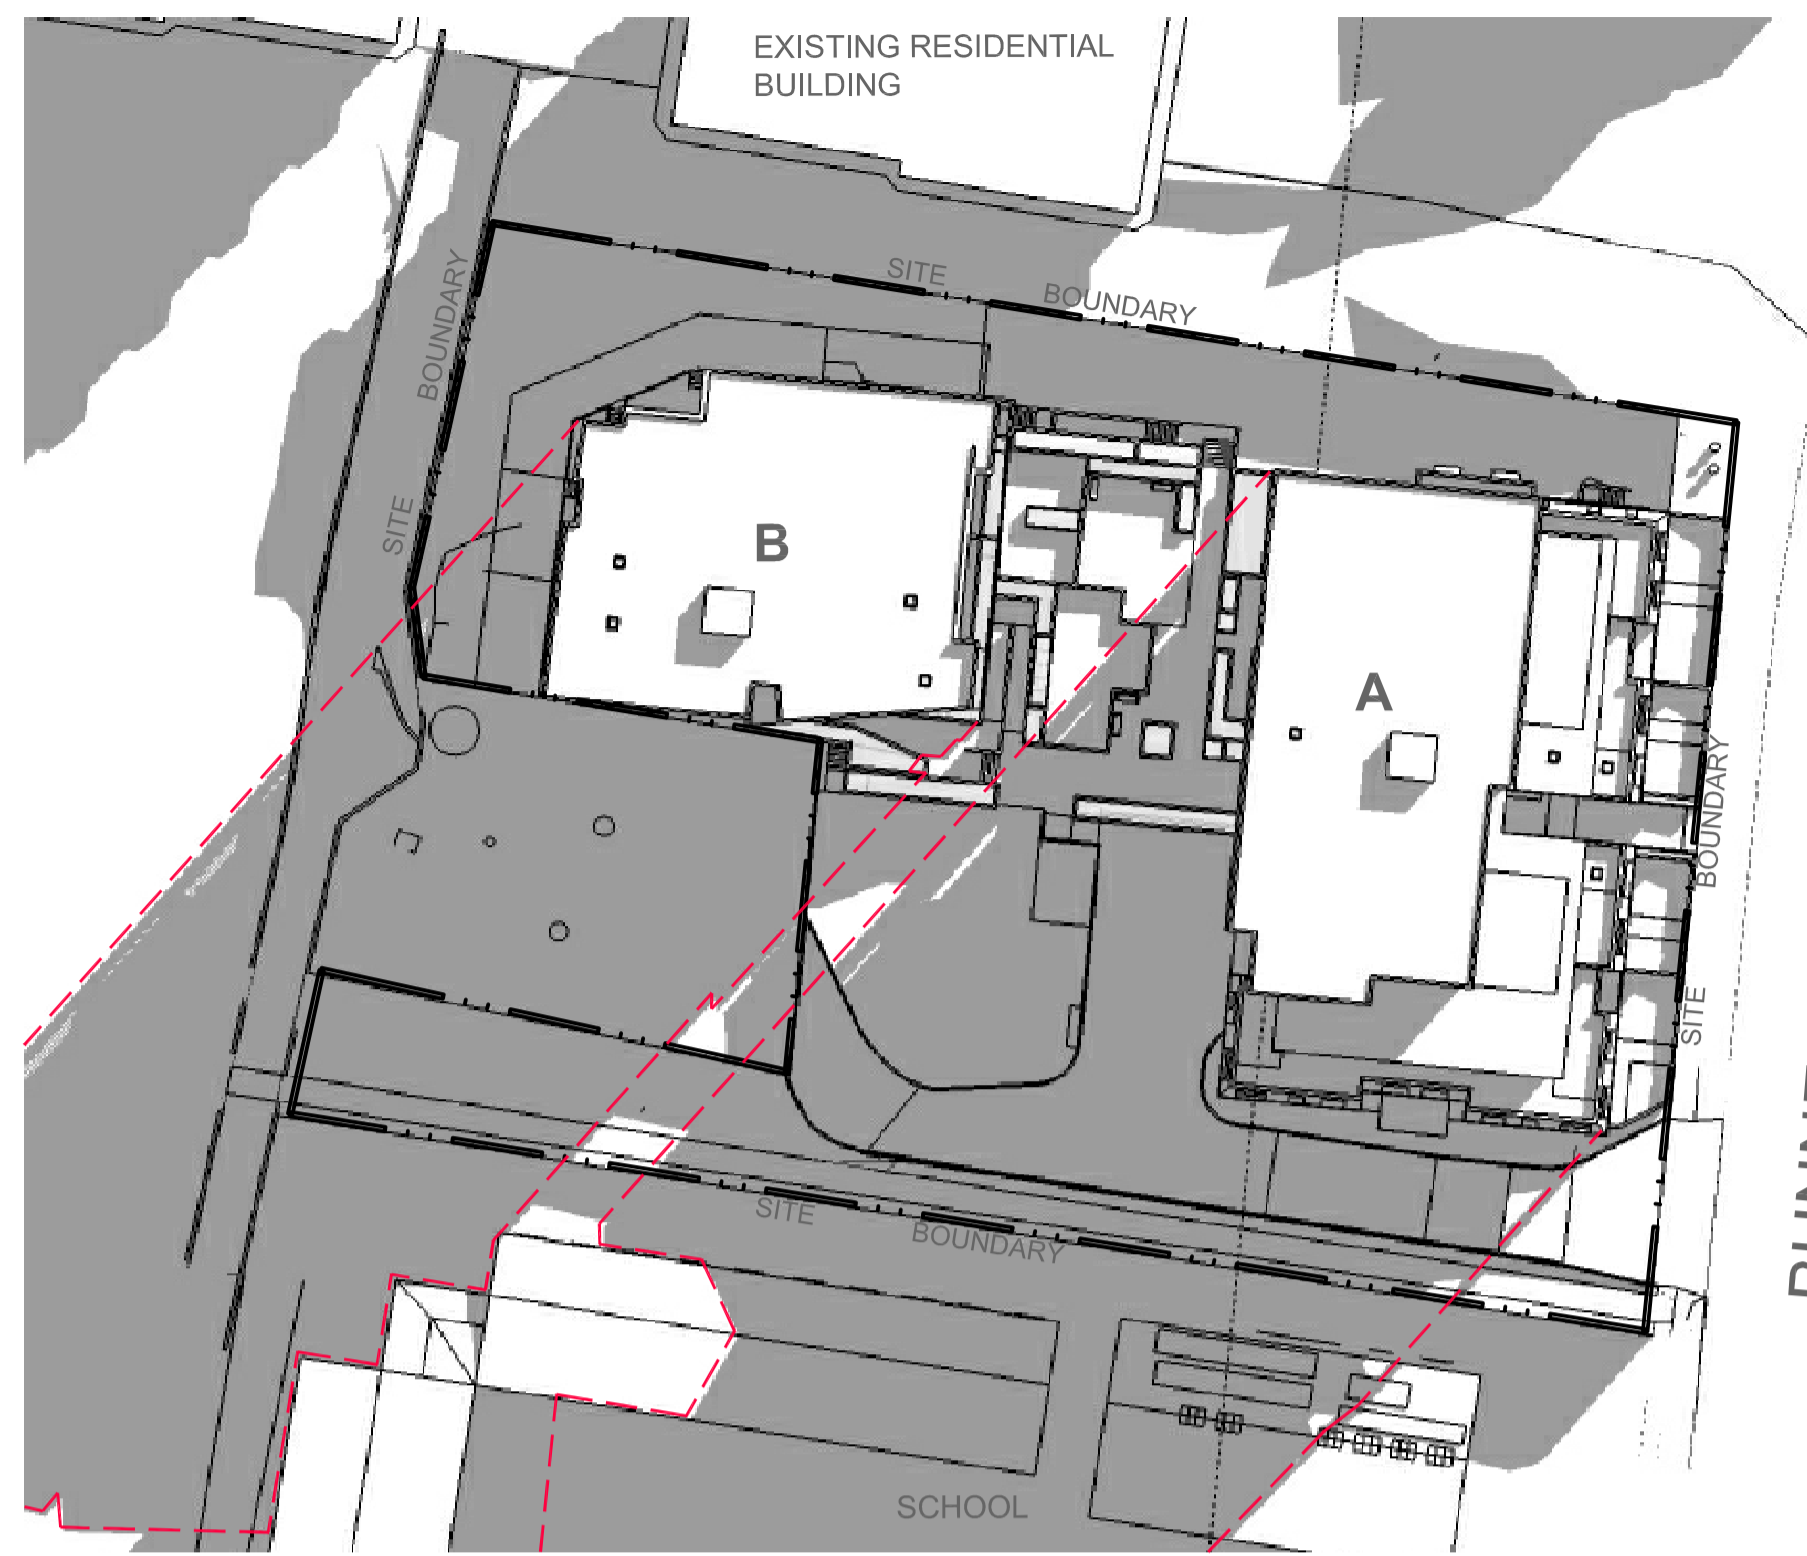 EXISTING RESIDENTIAL
BUILDING
SITE
BOUNDARY
BOUNDARY
SITE
B
A
BOUNDARY
SITE
SITE
BOUNDARY
SCHOOL